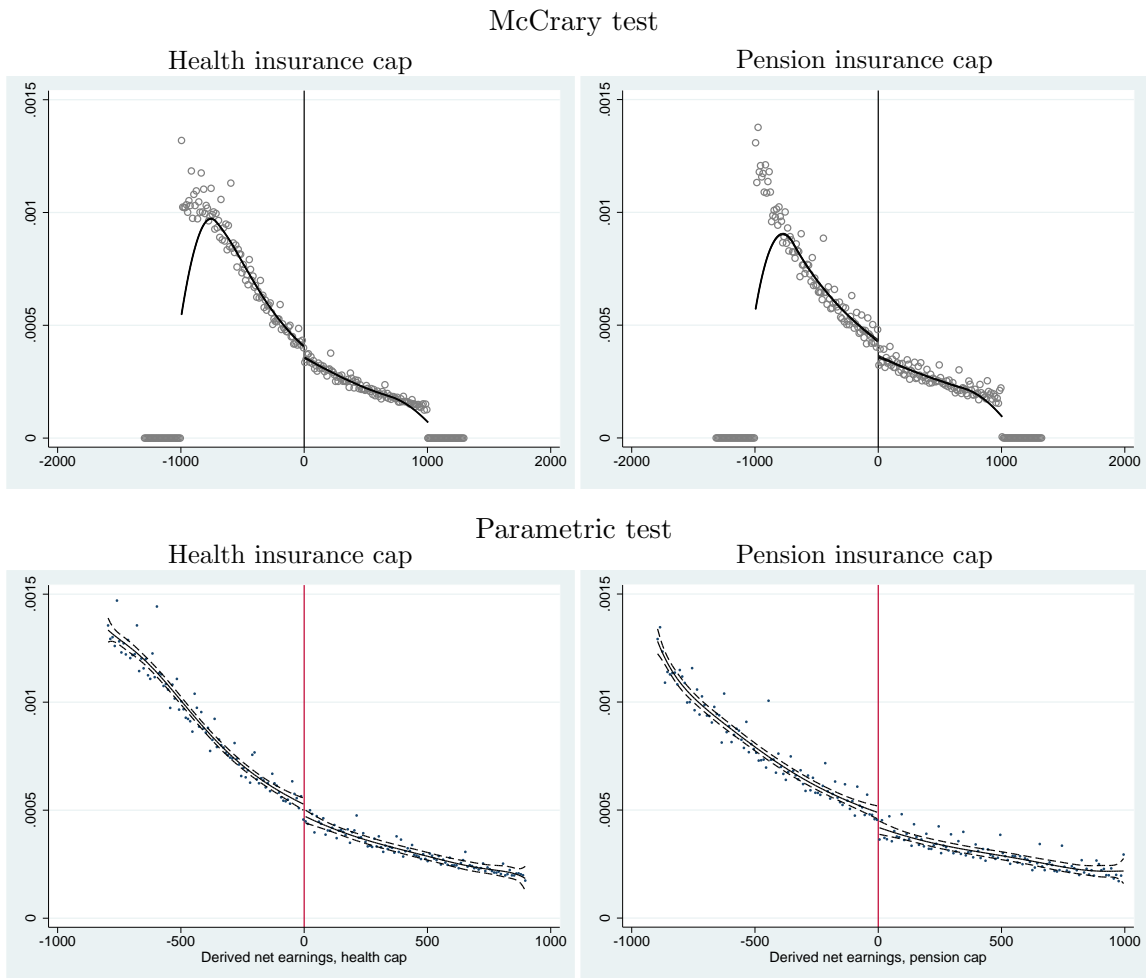 McCrary test
Health insurance cap Pension insurance cap
.0015 .0015
.001 .001
.0005 .0005
0 0
-2000 -1000 0 1000 2000 -2000 -1000 0 1000 2000
Parametric test
Health insurance cap Pension insurance cap
.0015 .0015
.001 .001
.0005 .0005
0 0
-1000 -500 0 500 1000 -1000 -500 0 500 1000
Derived net earnings, health cap Derived net earnings, pension cap